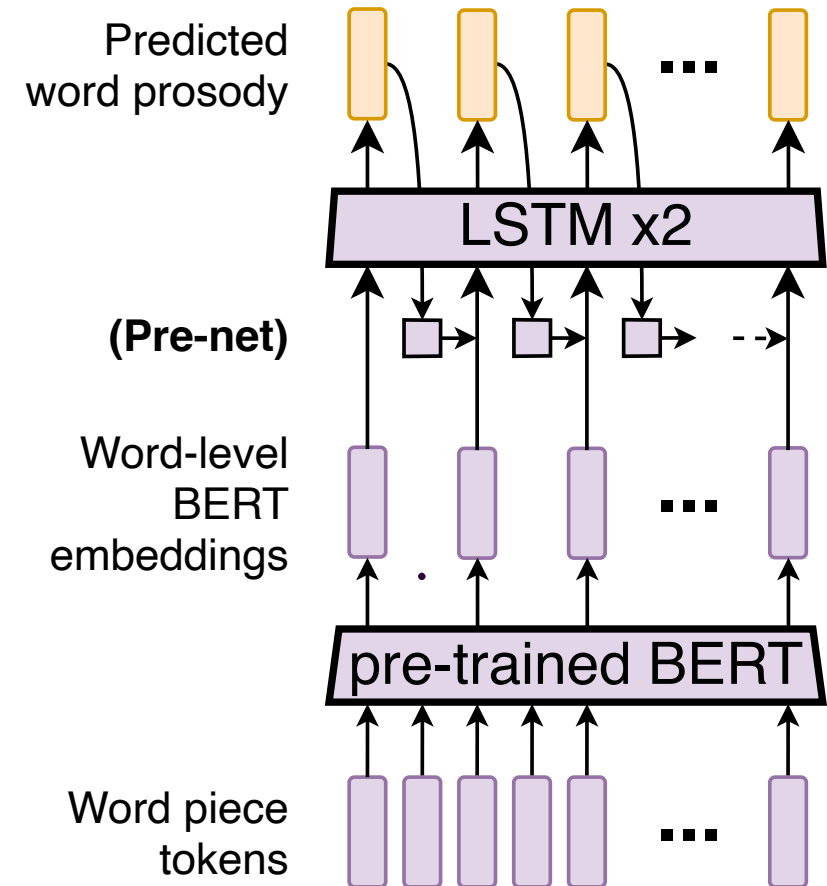 Predicted
word prosody
LSTM x2
(Pre-net)
Word-level
BERT
embeddings
pre-trained BERT
Word piece
tokens